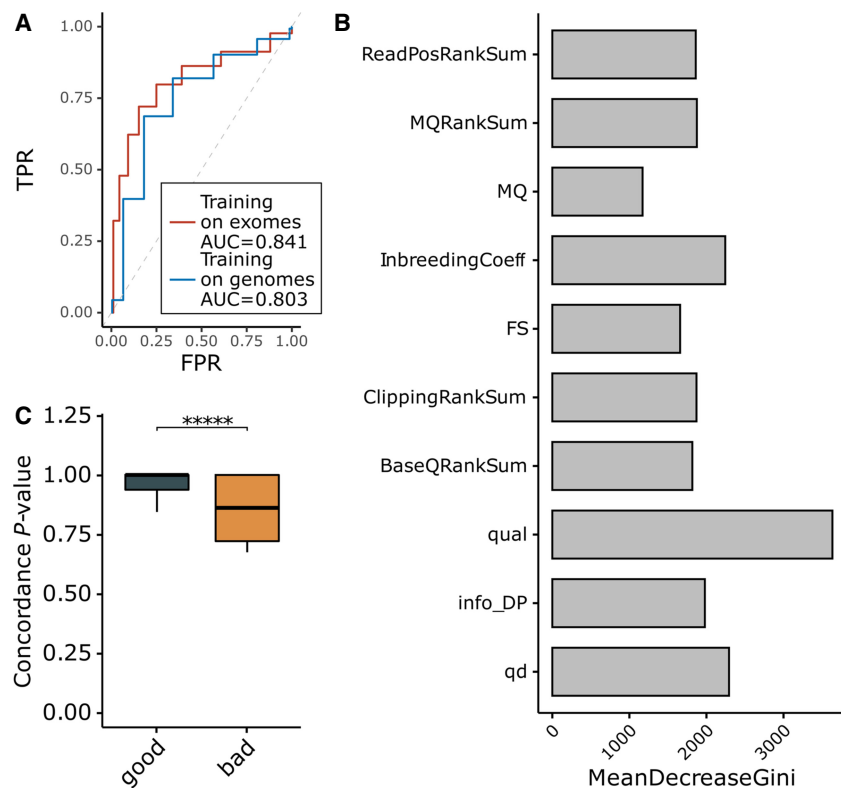 A
1.00
0.75
0.50
0.25
0.00
TPR
0.00 0.25 0.50 0.75 1.00
FPR
Training
on exomes
AUC=0.841
Training
on genomes
AUC=0.803
B
ReadPosRankSum
MQRankSum
MQ
InbreedingCoeff
FS
ClippingRankSum
BaseQRankSum
qual
info_DP
qd
0 1000 2000 3000
MeanDecreaseGini
C
1.25
1.00
0.75
0.50
0.25
0.00
Concordance P-value
*****
good bad